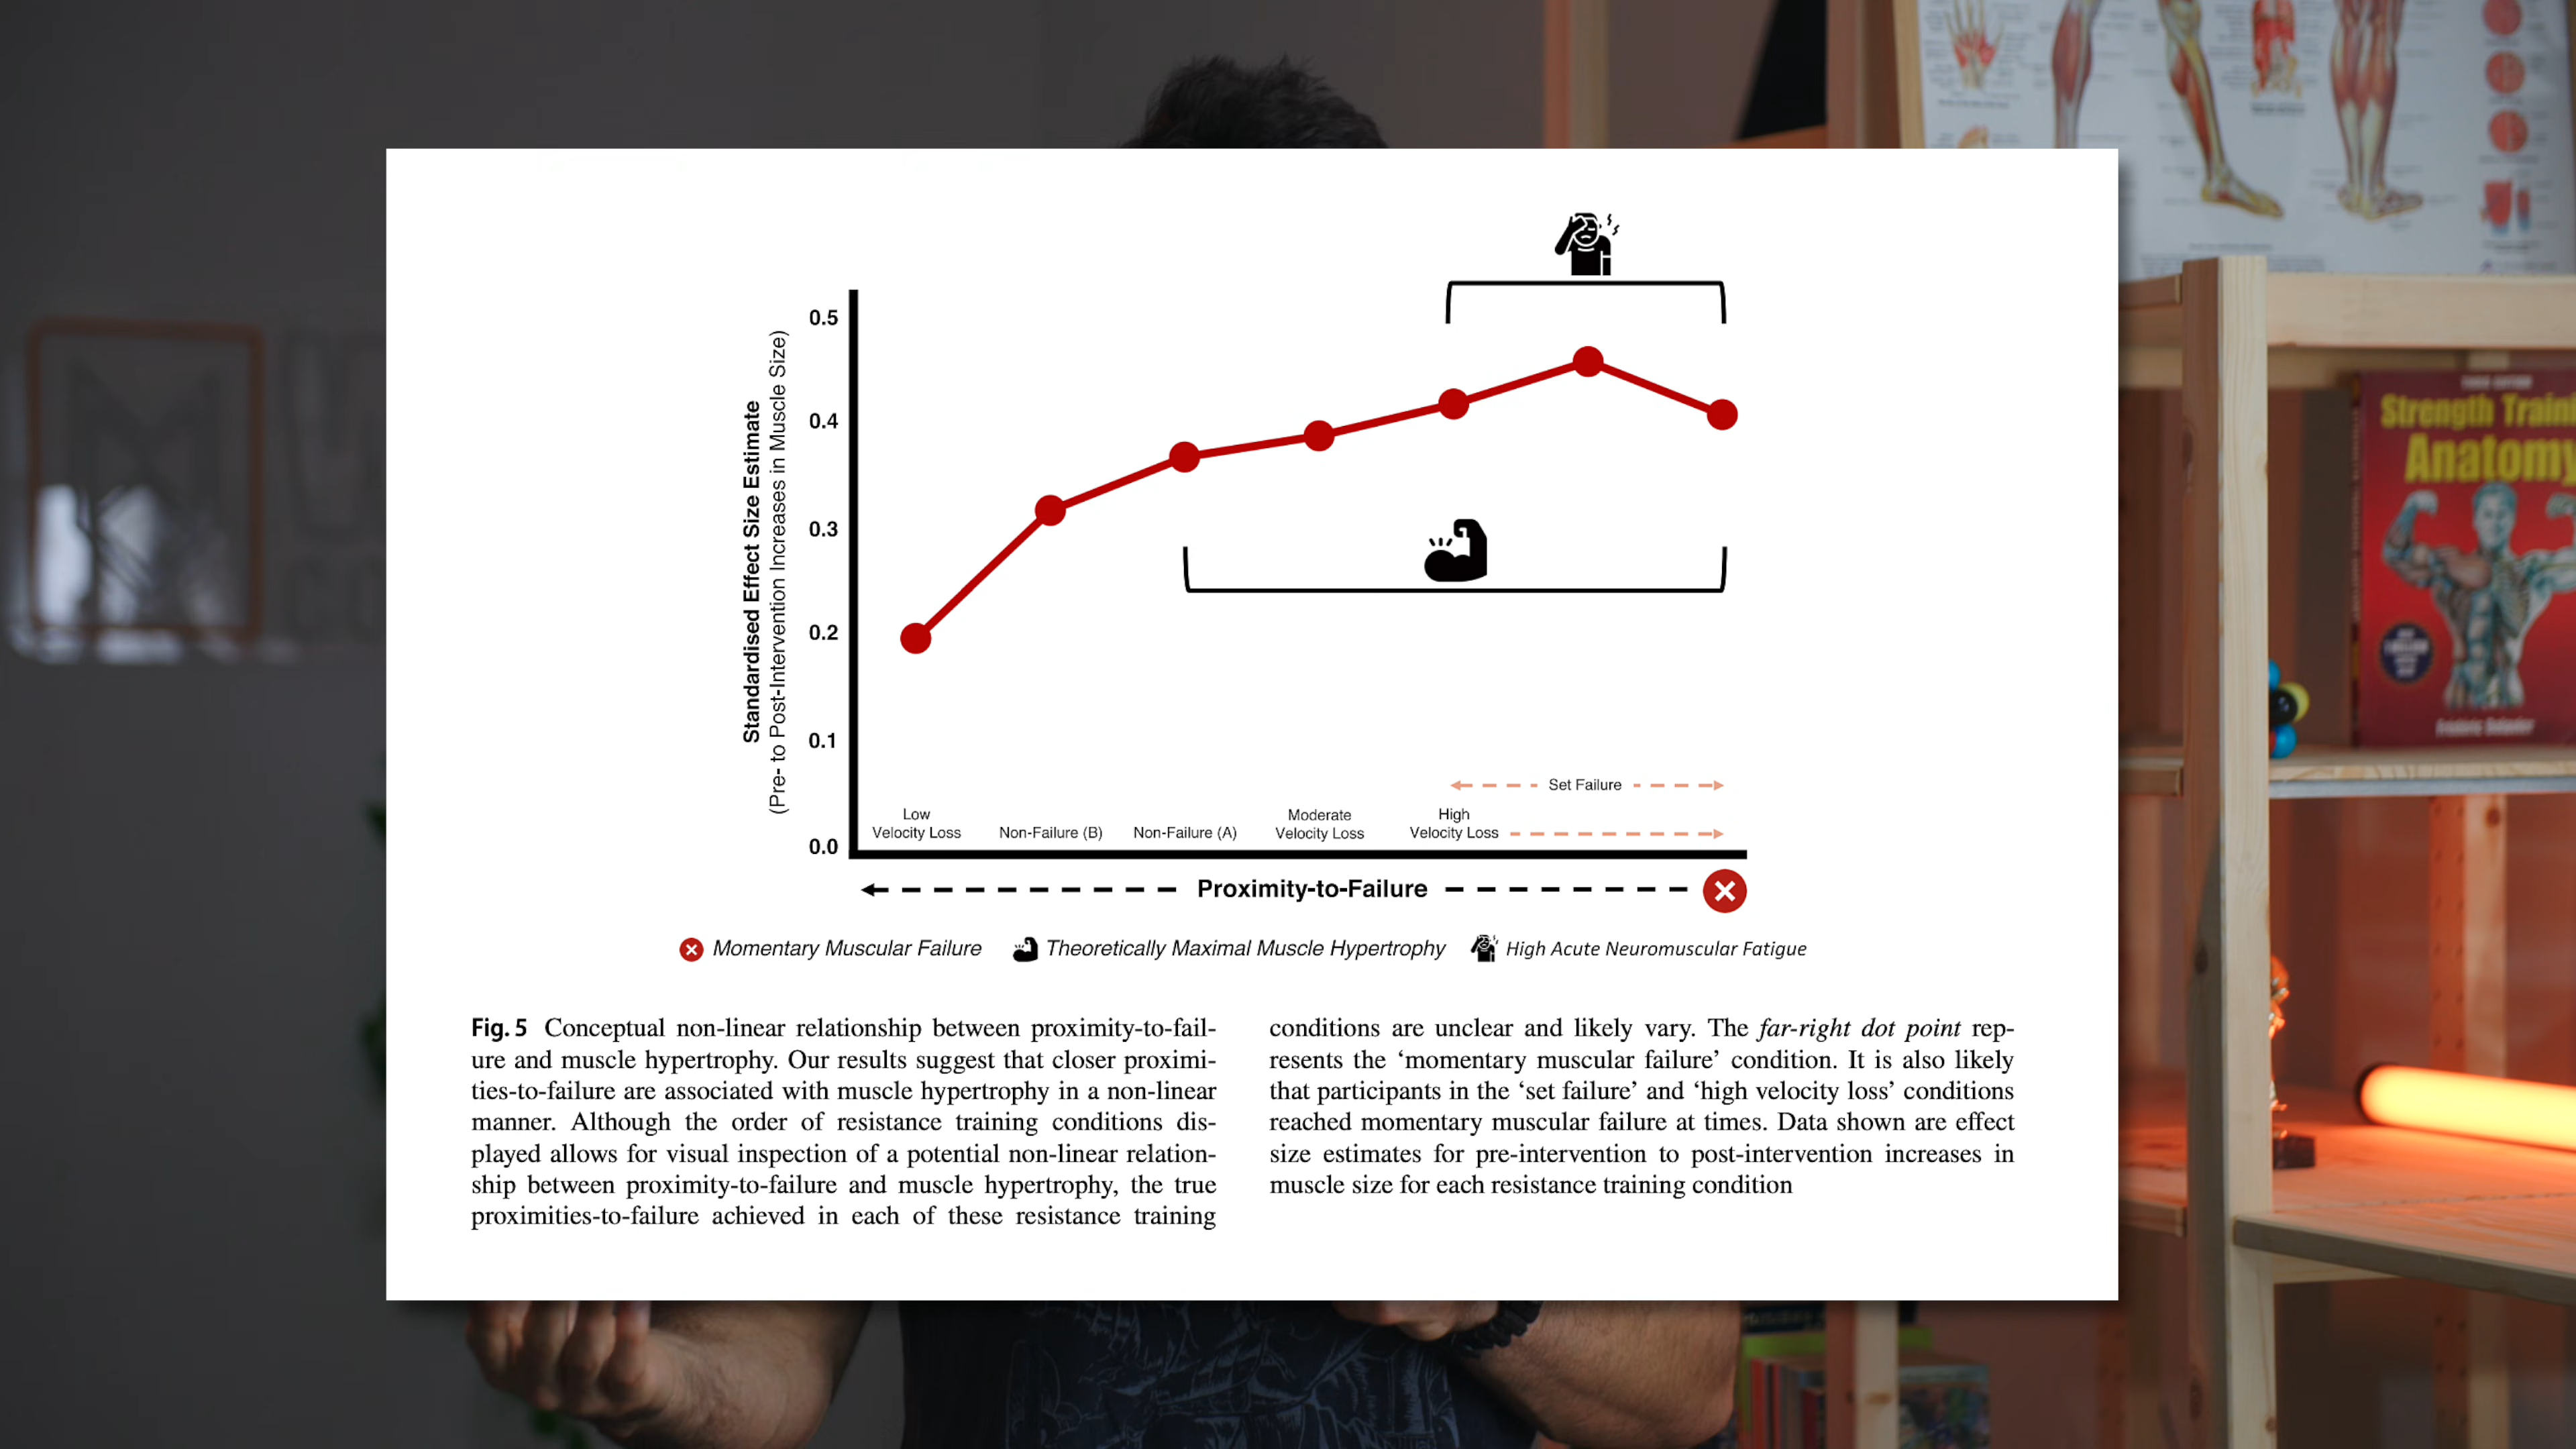 0.5
0.4
0.3
0.2
0.1
0.0
Standardised Effect Size Estimate
(Pre- to Post-Intervention Increases in Muscle Size)
Set Failure
Low
Velocity Loss
Non-Failure (B)
Non-Failure (A)
Moderate
Velocity Loss
High
Velocity Loss
Proximity-to-Failure
Momentary Muscular Failure
Theoretically Maximal Muscle Hypertrophy
High Acute Neuromuscular Fatigue
Fig. 5 Conceptual non-linear relationship between proximity-to-fail-
ure and muscle hypertrophy. Our results suggest that closer proximi-
ties-to-failure are associated with muscle hypertrophy in a non-linear
manner. Although the order of resistance training conditions dis-
played allows for visual inspection of a potential non-linear relation-
ship between proximity-to-failure and muscle hypertrophy, the true
proximities-to-failure achieved in each of these resistance training
conditions are unclear and likely vary. The far-right dot point rep-
resents the ‘momentary muscular failure’ condition. It is also likely
that participants in the ‘set failure’ and ‘high velocity loss’ conditions
reached momentary muscular failure at times. Data shown are effect
size estimates for pre-intervention to post-intervention increases in
muscle size for each resistance training condition
Strength Traini
Anatomy